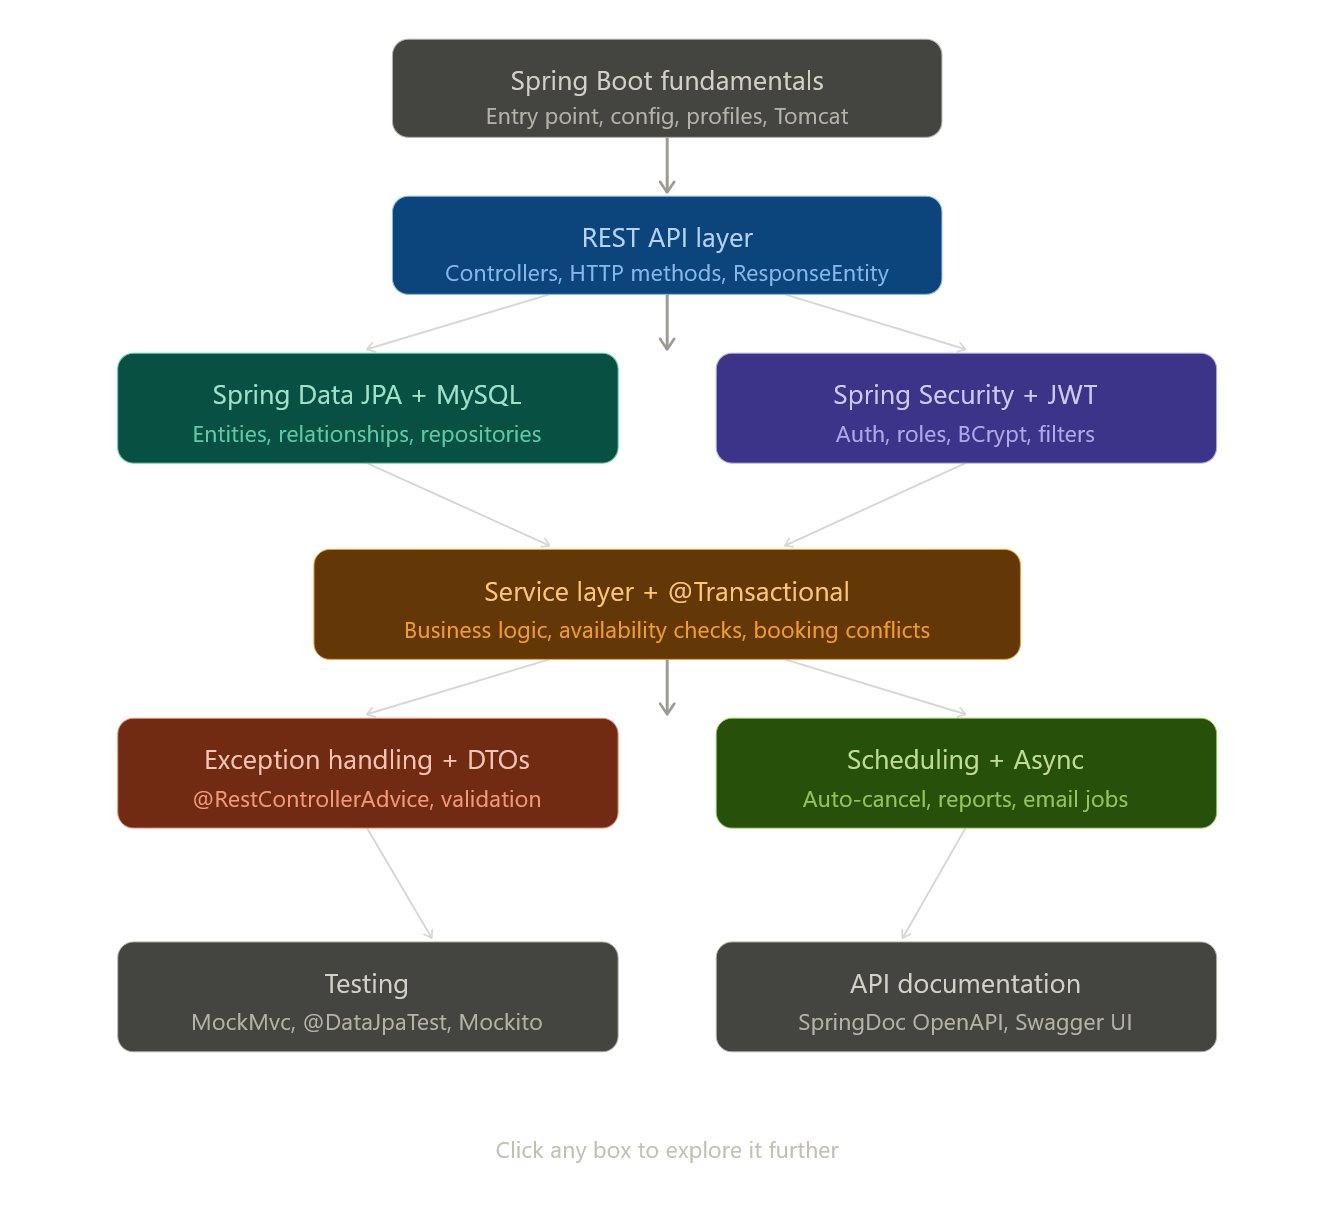 Spring Boot fundamentals
Entry point, config, profiles, Tomcat
REST API layer
Controllers, HTTP methods, ResponseEntity
Spring Data JPA + MySQL
Entities, relationships, repositories
Spring Security + JWT
Auth, roles, BCrypt, filters
Service layer + @Transactional
Business logic, availability checks, booking conflicts
Exception handling + DTOs
@RestControllerAdvice, validation
Scheduling + Async
Auto-cancel, reports, email jobs
Testing
MockMvc, @DataJpaTest, Mockito
API documentation
SpringDoc OpenAPI, Swagger UI
Click any box to explore it further